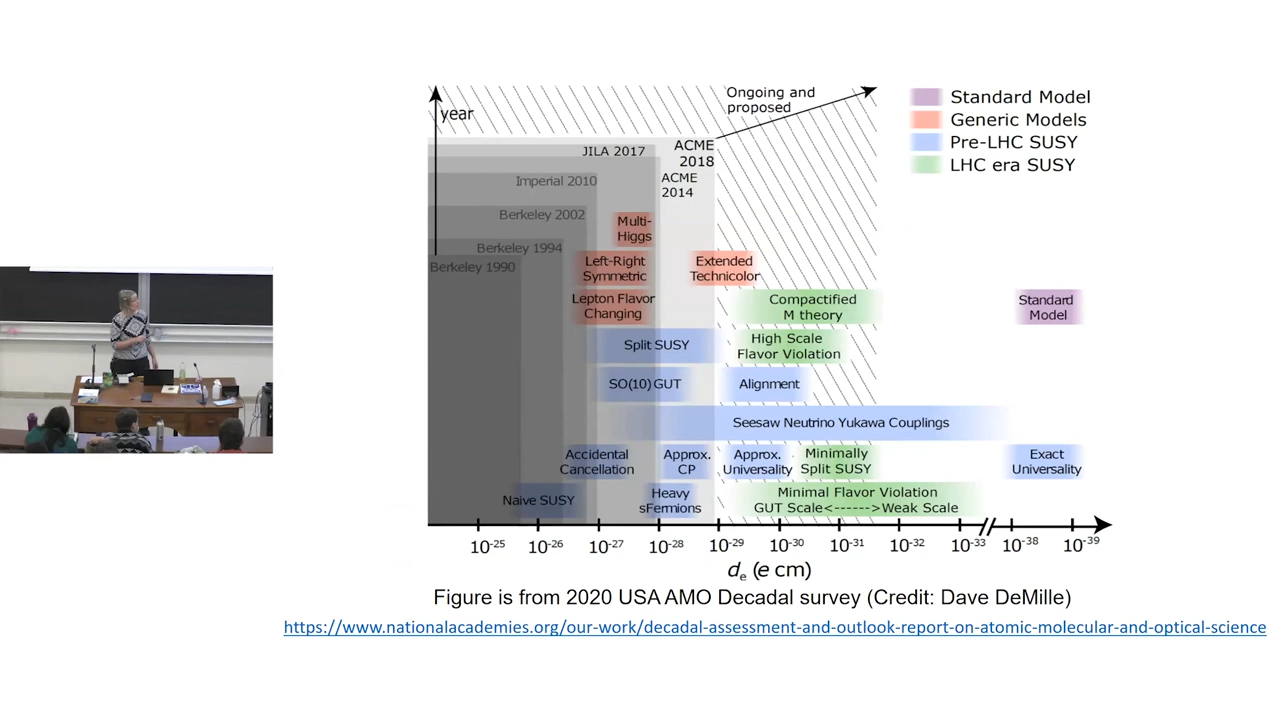 year
Ongoing and
proposed
Standard Model
Generic Models
Pre-LHC SUSY
LHC era SUSY
JILA 2017
ACME
2018
Imperial 2010
ACME
2014
Berkeley 2002
Multi-
Higgs
Berkeley 1994
Berkeley 1990
Left-Right
Symmetric
Extended
Technicolor
Lepton Flavor
Changing
Compactified
M theory
Standard
Model
Split SUSY
High Scale
Flavor Violation
SO(10) GUT
Alignment
Seesaw Neutrino Yukawa Couplings
Accidental
Cancellation
Approx.
CP
Approx.
Universality
Minimally
Split SUSY
Exact
Universality
Naive SUSY
Heavy
sFermions
Minimal Flavor Violation
GUT Scale<------>Weak Scale
10⁻²⁵ 10⁻²⁶ 10⁻²⁷ 10⁻²⁸ 10⁻²⁹ 10⁻³⁰ 10⁻³¹ 10⁻³² 10⁻³³ 10⁻³⁸ 10⁻³⁹
dₑ (e cm)
Figure is from 2020 USA AMO Decadal survey (Credit: Dave DeMille)
https://www.nationalacademies.org/our-work/decadal-assessment-and-outlook-report-on-atomic-molecular-and-optical-science